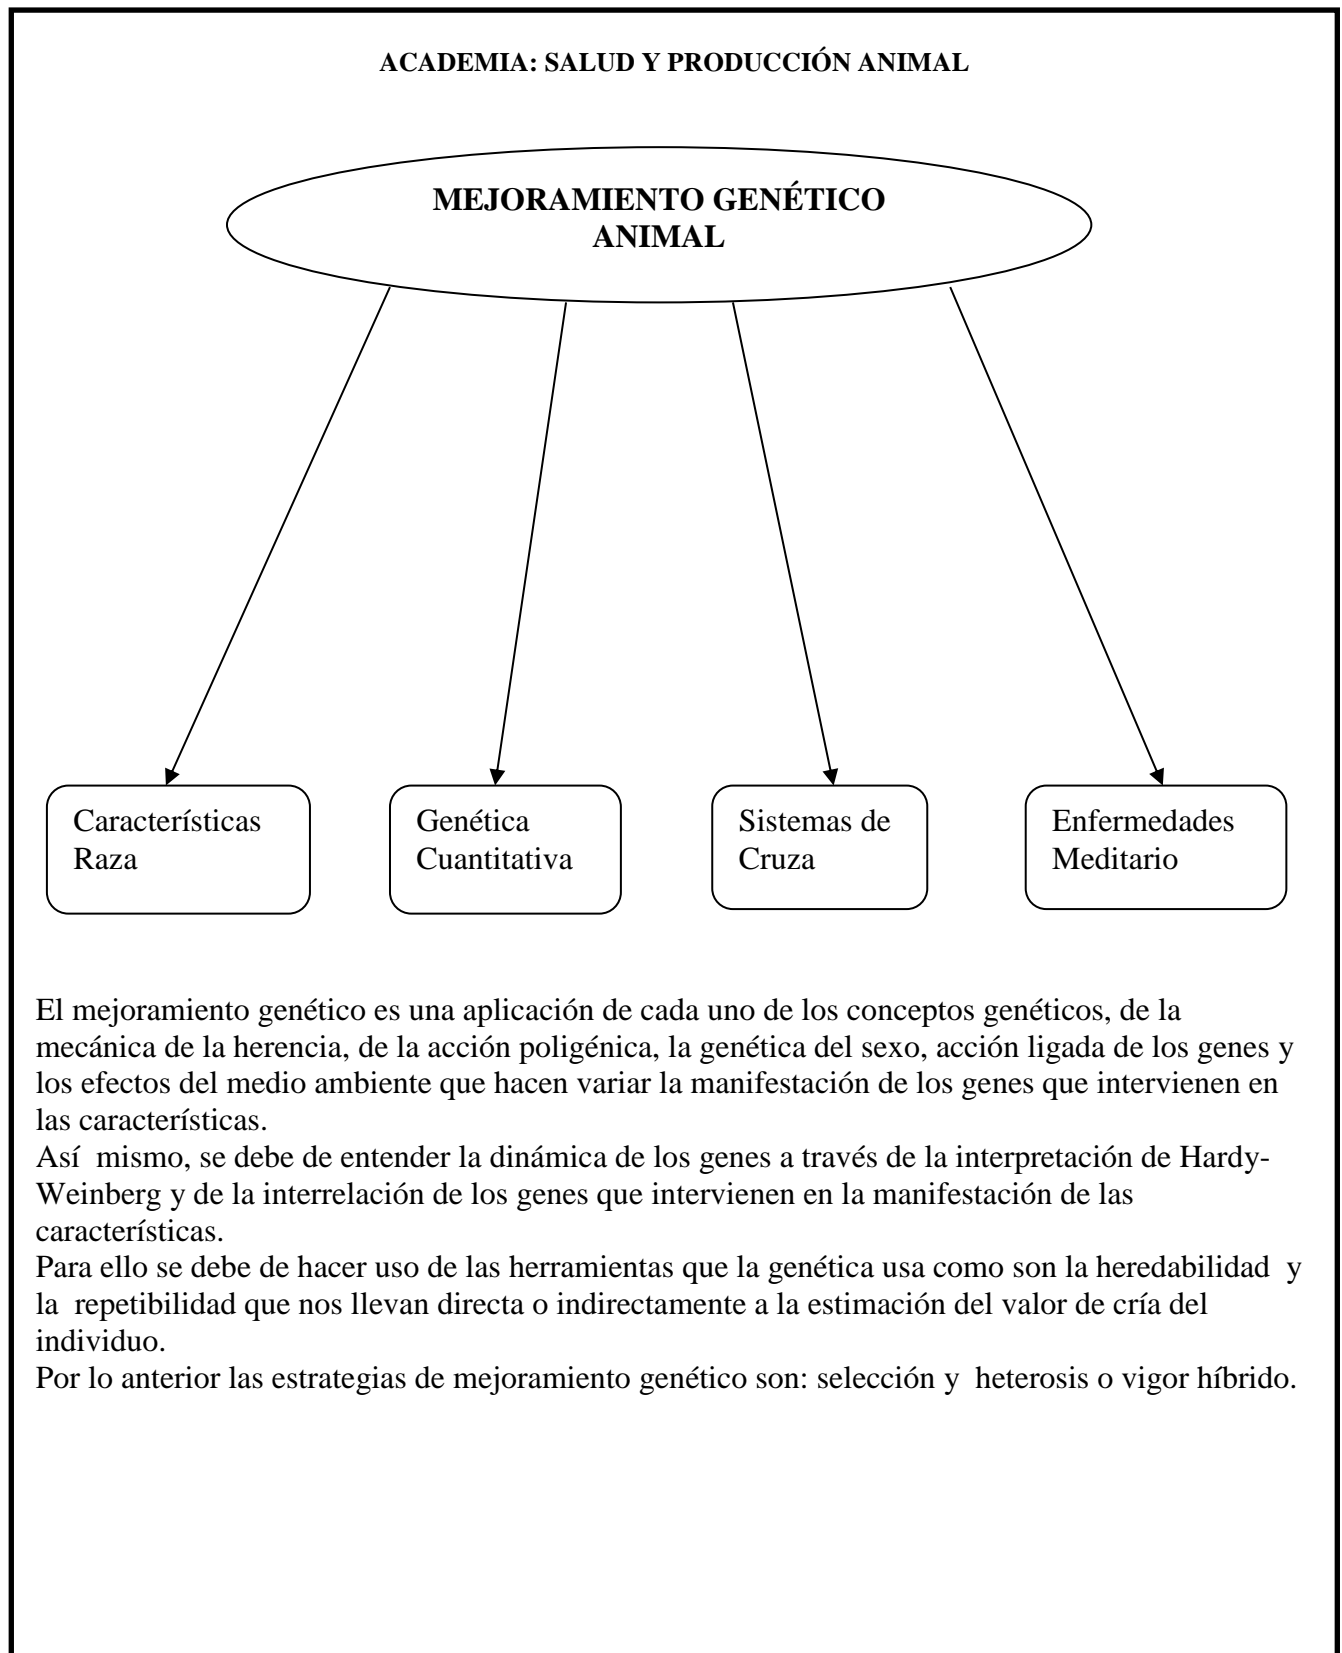 ACADEMIA: SALUD Y PRODUCCIÓN ANIMAL
MEJORAMIENTO GENÉTICO
ANIMAL
Características
Raza
Genética
Cuantitativa
Sistemas de
Cruza
Enfermedades
Meditario
El mejoramiento genético es una aplicación de cada uno de los conceptos genéticos, de la
mecánica de la herencia, de la acción poligénica, la genética del sexo, acción ligada de los genes y
los efectos del medio ambiente que hacen variar la manifestación de los genes que intervienen en
las características.
Así  mismo, se debe de entender la dinámica de los genes a través de la interpretación de Hardy-
Weinberg y de la interrelación de los genes que intervienen en la manifestación de las
características.
Para ello se debe de hacer uso de las herramientas que la genética usa como son la heredabilidad  y
la  repetibilidad que nos llevan directa o indirectamente a la estimación del valor de cría del
individuo.
Por lo anterior las estrategias de mejoramiento genético son: selección y  heterosis o vigor híbrido.